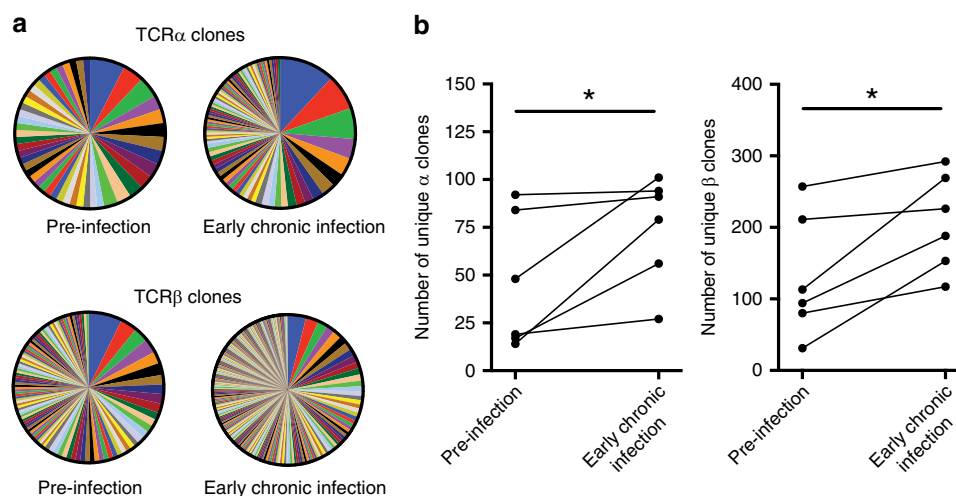 a
TCRα clones
Pre-infection
Early chronic infection
TCRβ clones
Pre-infection
Early chronic infection
b
Number of unique α clones
150
125
100
75
50
25
0
*
Pre-infection
Early chronic
infection
Number of unique β clones
400
300
200
100
0
*
Pre-infection
Early chronic
infection